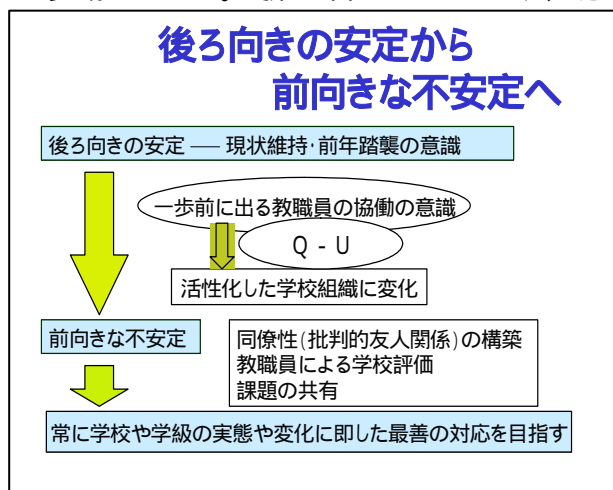 後ろ向きの安定から
前向きな不安定へ
後ろ向きの安定 ── 現状維持・前年踏襲の意識
一歩前に出る教職員の協働の意識
Q - U
活性化した学校組織に変化
前向きな不安定
同僚性(批判的友人関係)の構築
教職員による学校評価
課題の共有
常に学校や学級の実態や変化に即した最善の対応を目指す